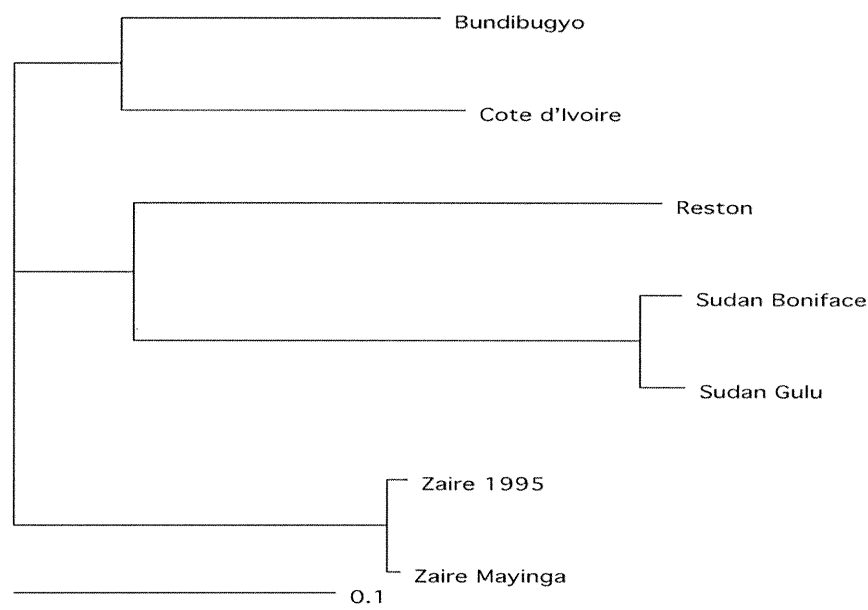 Bundibugyo
Cote d'Ivoire
Reston
Sudan Boniface
Sudan Gulu
Zaire 1995
Zaire Mayinga
0.1